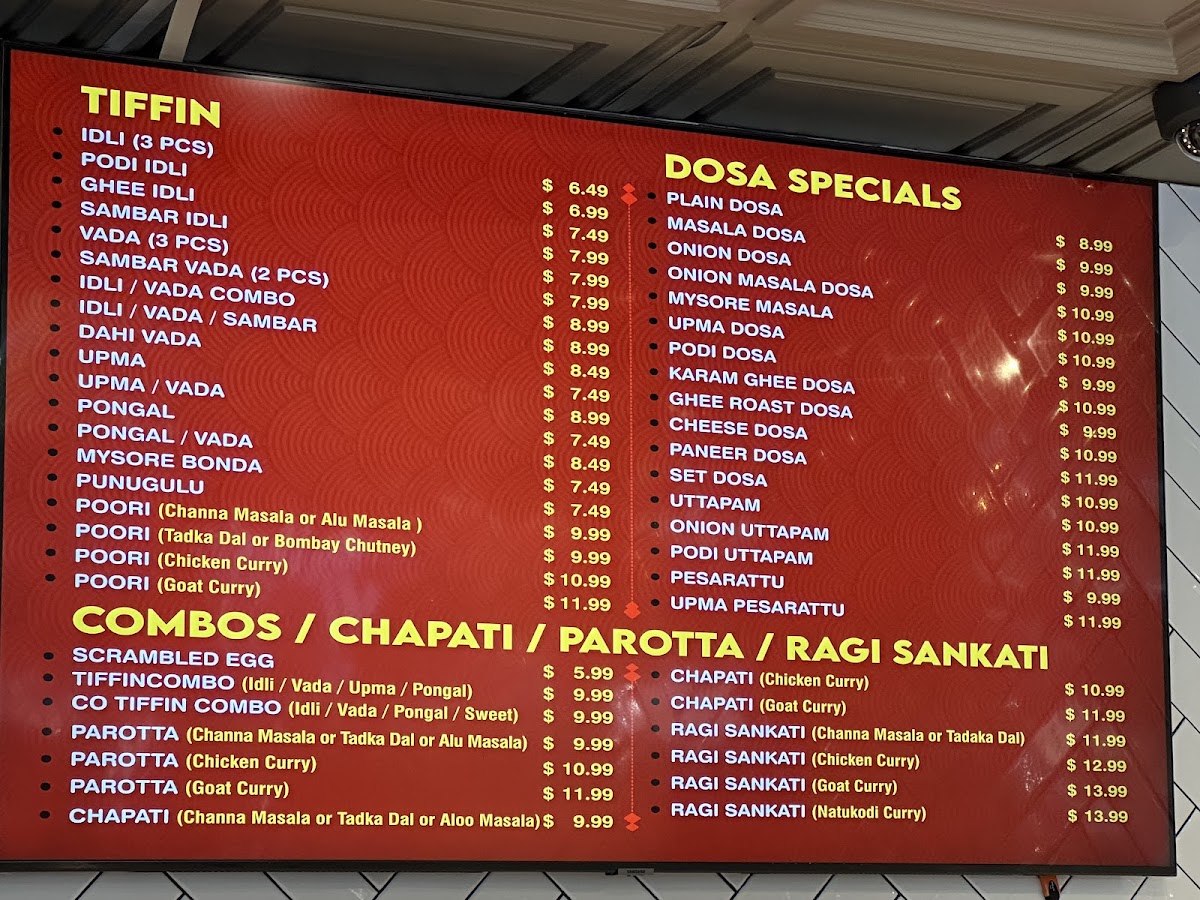 TIFFIN
IDLI (3 PCS) $ 6.49
PODI IDLI $ 6.99
GHEE IDLI $ 7.49
SAMBAR IDLI $ 7.99
VADA (3 PCS) $ 7.99
SAMBAR VADA (2 PCS) $ 7.99
IDLI / VADA COMBO $ 8.99
IDLI / VADA / SAMBAR $ 8.99
DAHI VADA $ 8.49
UPMA $ 7.49
UPMA / VADA $ 8.99
PONGAL $ 7.49
PONGAL / VADA $ 8.49
MYSORE BONDA $ 7.49
PUNUGULU $ 7.49
POORI (Channa Masala or Alu Masala ) $ 9.99
POORI (Tadka Dal or Bombay Chutney) $ 9.99
POORI (Chicken Curry) $ 10.99
POORI (Goat Curry) $ 11.99
DOSA SPECIALS
PLAIN DOSA $ 8.99
MASALA DOSA $ 9.99
ONION DOSA $ 9.99
ONION MASALA DOSA $ 10.99
MYSORE MASALA $ 10.99
UPMA DOSA $ 10.99
PODI DOSA $ 9.99
KARAM GHEE DOSA $ 10.99
GHEE ROAST DOSA $ 9.99
CHEESE DOSA $ 10.99
PANEER DOSA $ 11.99
SET DOSA $ 10.99
UTTAPAM $ 10.99
ONION UTTAPAM $ 11.99
PODI UTTAPAM $ 11.99
PESARATTU $ 9.99
UPMA PESARATTU $ 11.99
COMBOS / CHAPATI / PAROTTA / RAGI SANKATI
SCRAMBLED EGG $ 5.99
TIFFINCOMBO (Idli / Vada / Upma / Pongal) $ 9.99
CO TIFFIN COMBO (Idli / Vada / Pongal / Sweet) $ 9.99
PAROTTA (Channa Masala or Tadka Dal or Alu Masala) $ 9.99
PAROTTA (Chicken Curry) $ 10.99
PAROTTA (Goat Curry) $ 11.99
CHAPATI (Channa Masala or Tadka Dal or Aloo Masala) $ 9.99
CHAPATI (Chicken Curry) $ 10.99
CHAPATI (Goat Curry) $ 11.99
RAGI SANKATI (Channa Masala or Tadaka Dal) $ 11.99
RAGI SANKATI (Chicken Curry) $ 12.99
RAGI SANKATI (Goat Curry) $ 13.99
RAGI SANKATI (Natukodi Curry) $ 13.99